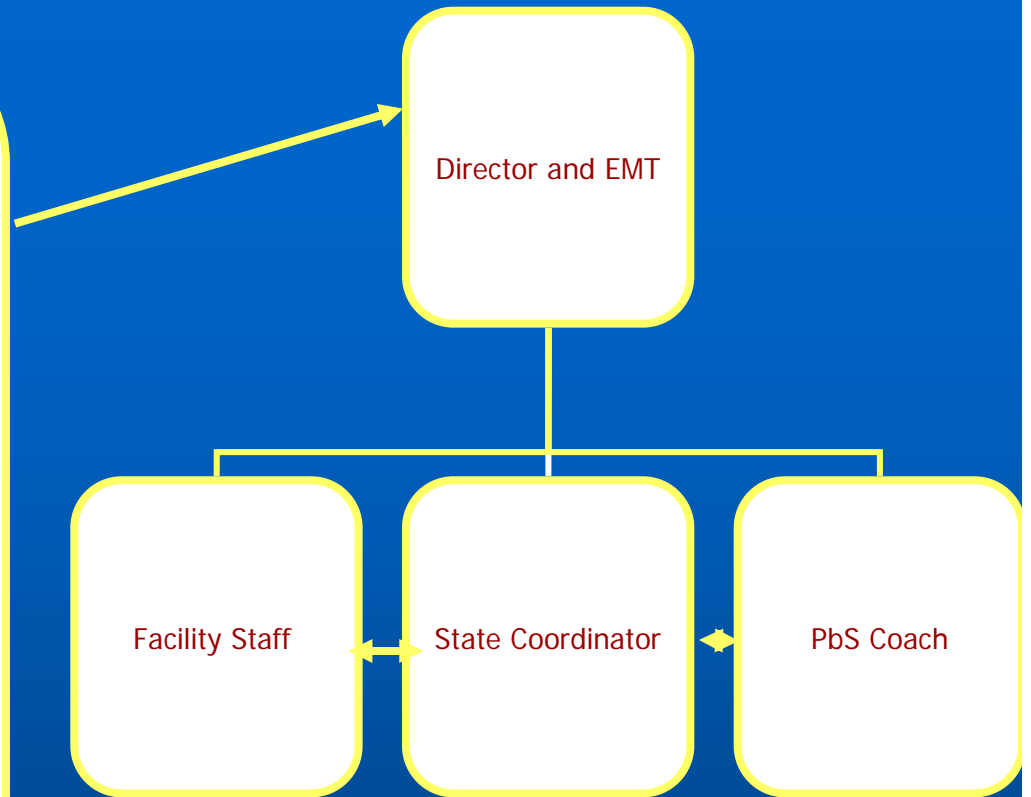 Director and EMT
Facility Staff
State Coordinator
PbS Coach